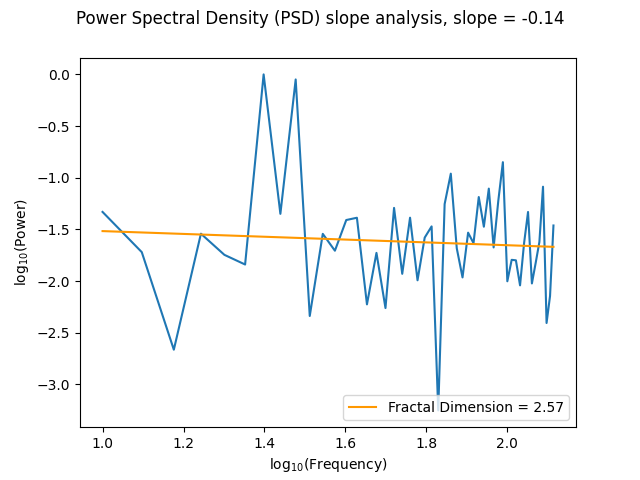 Power Spectral Density (PSD) slope analysis, slope = -0.14
log10(Power)
0.0
−0.5
−1.0
−1.5
−2.0
−2.5
−3.0
Fractal Dimension = 2.57
1.0 1.2 1.4 1.6 1.8 2.0
log10(Frequency)